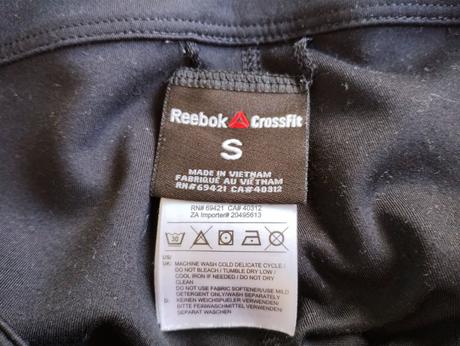 Reebok CrossFit
S
MADE IN VIETNAM
FABRIQUÉ AU VIETNAM
RN# 69421 CA# 40312
RN# 69421 CA# 40312
ZA Importer# 20495613
30
US/
UK: MACHINE WASH COLD DELICATE CYCLE /
DO NOT BLEACH / TUMBLE DRY LOW /
COOL IRON IF NEEDED / DO NOT DRY
CLEAN
DO NOT USE FABRIC SOFTENER/USE MILD
DETERGENT ONLY/WASH SEPARATELY
D: KEINEN WEICHSPUELER VERWENDEN/
BITTE FEINWASCHMITTEL VERWENDEN/
SEPARAT WASCHEN